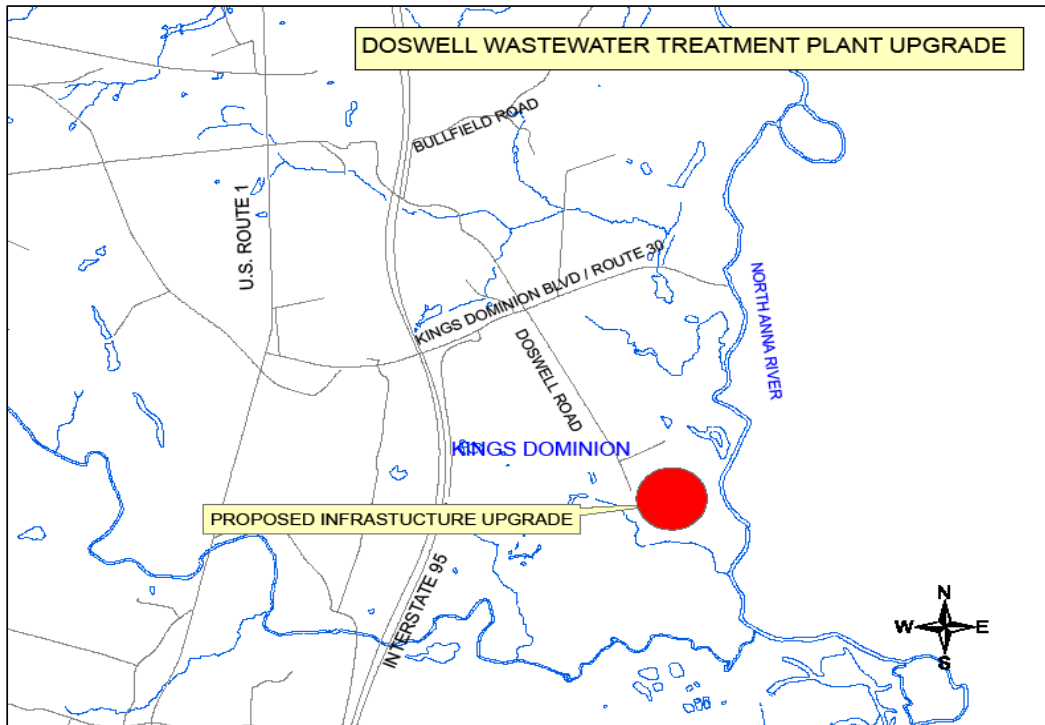 DOSWELL WASTEWATER TREATMENT PLANT UPGRADE
BULLFIELD ROAD
U.S. ROUTE 1
KINGS DOMINION BLVD / ROUTE 30
NORTH ANNA RIVER
DOSWELL ROAD
KINGS DOMINION
PROPOSED INFRASTUCTURE UPGRADE
INTERSTATE 95
N
W E
S